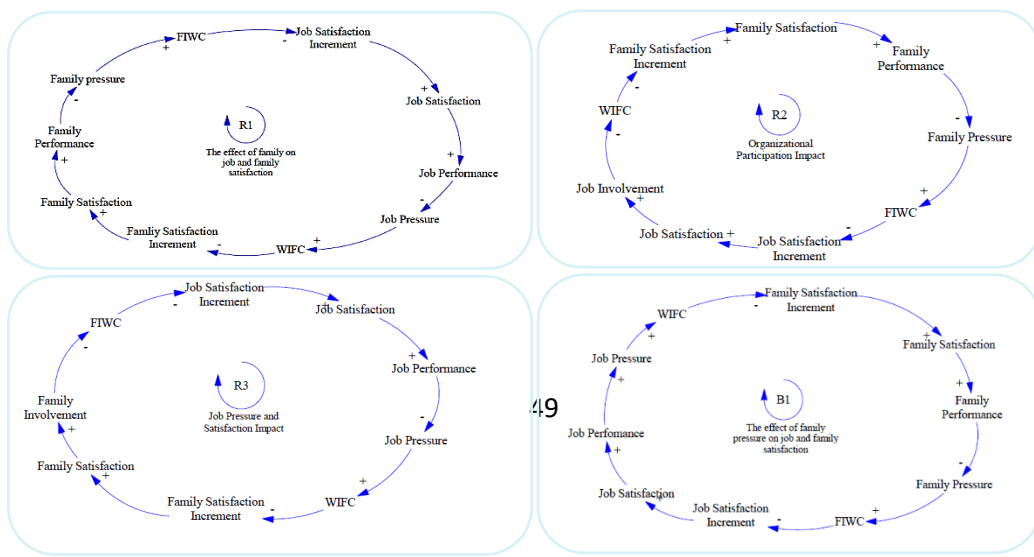 FIWC
Job Satisfaction
Increment
Job Satisfaction
Job Performance
Job Pressure
WIFC
Familiy Satisfaction
Increment
Family Satisfaction
Family
Performance
Family pressure
R1
The effect of family on
job and family
satisfaction
+
-
+
+
-
+
-
+
+
-
Family Satisfaction
Family
Performance
Family Pressure
FIWC
Job Satisfaction
Increment
Job Satisfaction
Job Involvement
WIFC
Family Satisfaction
Increment
R2
Organizational
Participation Impact
+
+
-
+
-
+
+
-
-
Job Satisfaction
Increment
Job Satisfaction
Job Performance
Job Pressure
WIFC
Family Satisfaction
Increment
Family Satisfaction
Family
Involvement
FIWC
R3
Job Pressure and
Satisfaction Impact
-
+
+
-
+
-
+
+
-
49
Family Satisfaction
Increment
Family Satisfaction
Family
Performance
Family Pressure
FIWC
Job Satisfaction
Increment
Job Satisfaction
Job Perfomance
Job Pressure
WIFC
B1
The effect of family
pressure on job and family
satisfaction
-
+
+
-
+
-
+
+
+
+